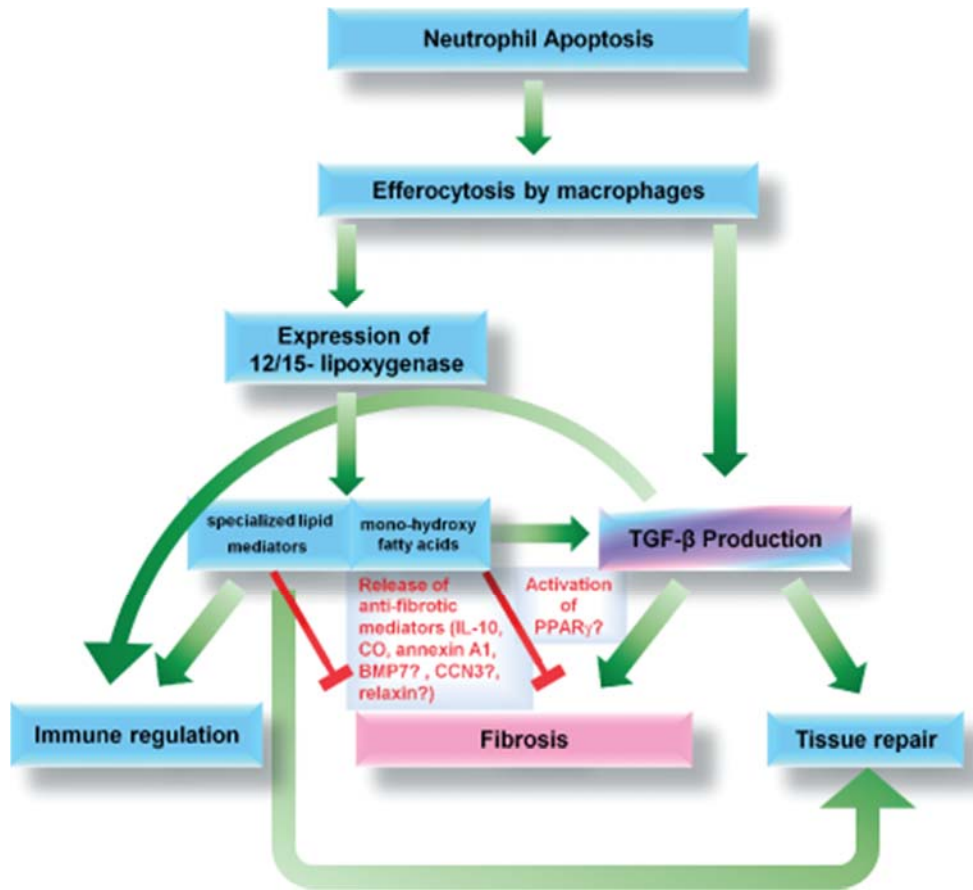 Neutrophil Apoptosis
Efferocytosis by macrophages
Expression of
12/15- lipoxygenase
specialized lipid
mediators
mono-hydroxy
fatty acids
TGF-β Production
Release of
anti-fibrotic
mediators (IL-10,
CO, annexin A1,
BMP7? , CCN3?,
relaxin?)
Activation
of
PPARγ?
Immune regulation
Fibrosis
Tissue repair